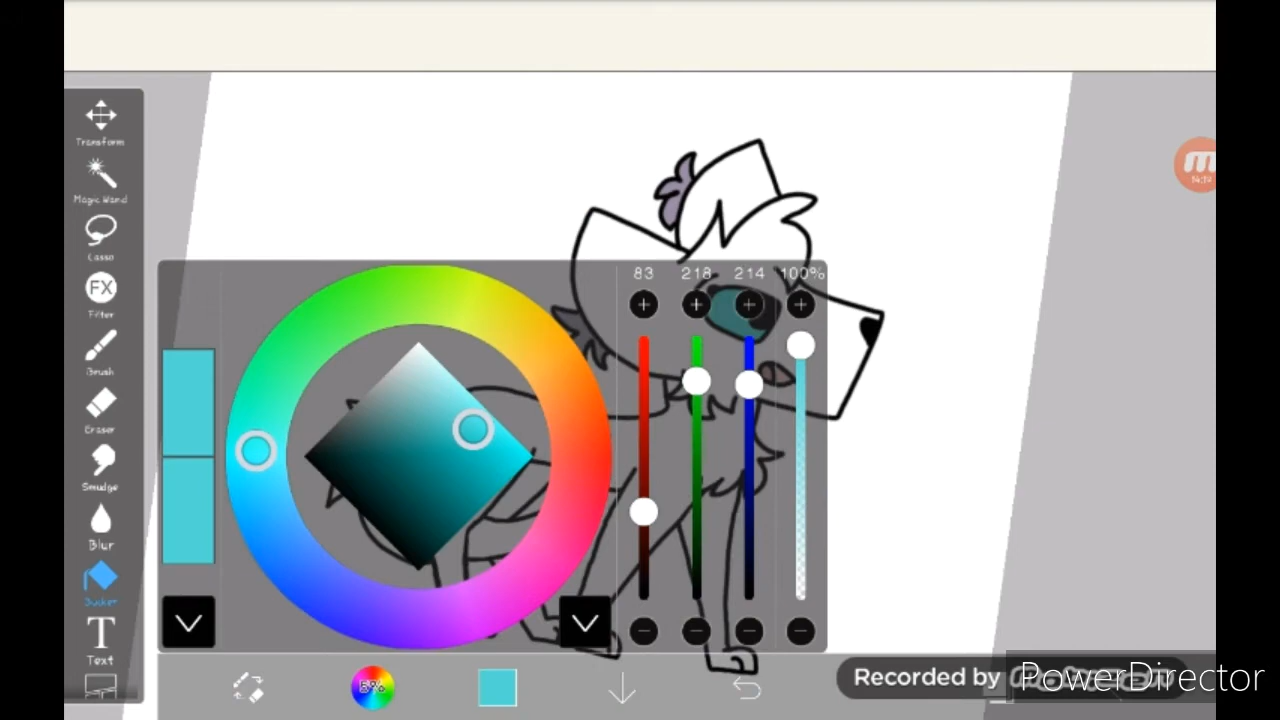 Transform
Magic Wand
Lasso
FX
Filter
Brush
Eraser
Smudge
Blur
Bucket
T
Text
83 218 214 100%
Recorded by
PowerDirector